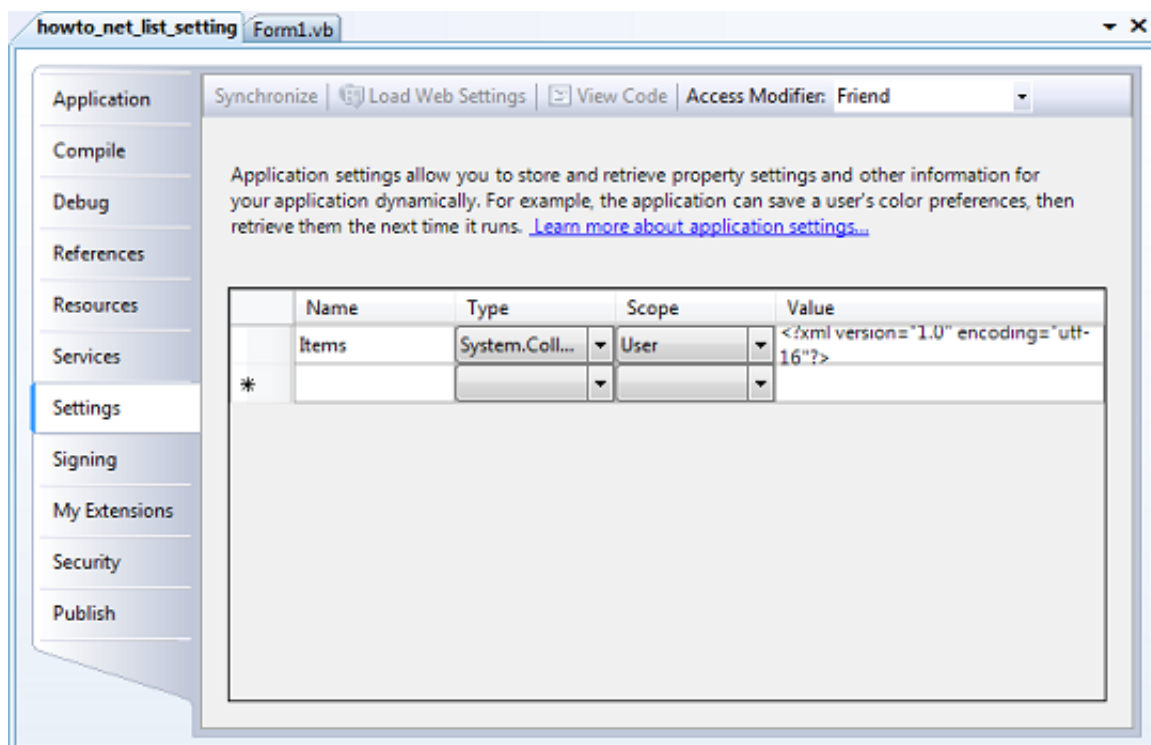 howto_net_list_setting Form1.vb
Application
Compile
Debug
References
Resources
Services
Settings
Signing
My Extensions
Security
Publish
Synchronize Load Web Settings View Code Access Modifier: Friend
Application settings allow you to store and retrieve property settings and other information for
your application dynamically. For example, the application can save a user's color preferences, then
retrieve them the next time it runs. Learn more about application settings...
Name Type Scope Value
Items System.Coll... User <?xml version="1.0" encoding="utf-
16"?>